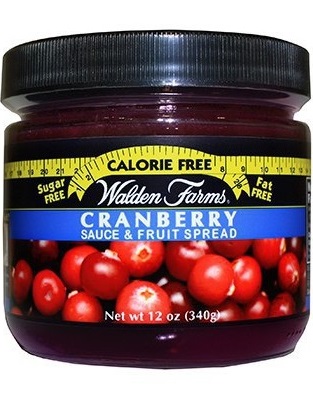 CALORIE FREE
Sugar FREE
Fat FREE
Walden Farms®
CRANBERRY
SAUCE & FRUIT SPREAD
Net wt 12 oz (340g)